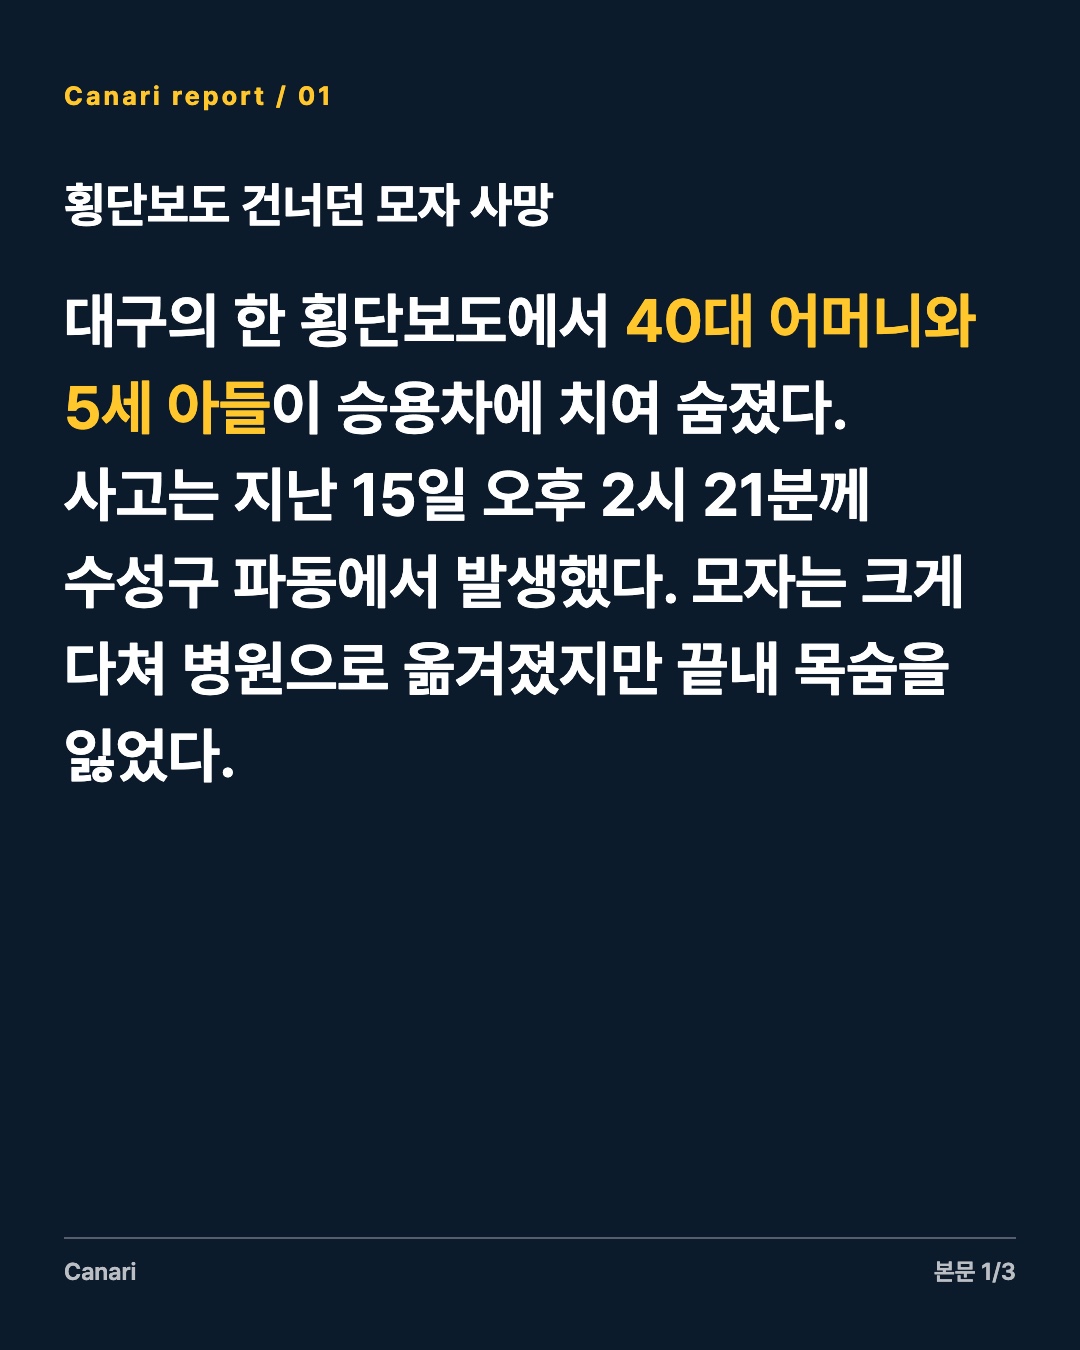 Canari report / 01
횡단보도 건너던 모자 사망
대구의 한 횡단보도에서 40대 어머니와
5세 아들이 승용차에 치여 숨졌다.
사고는 지난 15일 오후 2시 21분께
수성구 파동에서 발생했다. 모자는 크게
다쳐 병원으로 옮겨졌지만 끝내 목숨을
잃었다.
Canari
본문 1/3